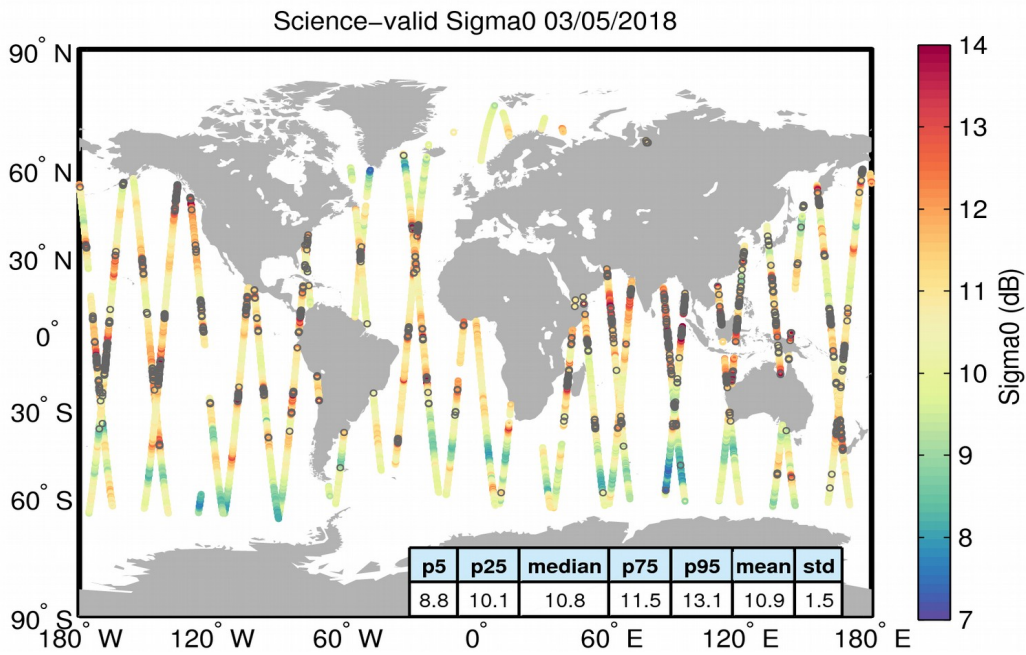 Science−valid Sigma0 03/05/2018
90° N
60° N
30° N
0°
30° S
60° S
90° S
180° W
120° W
60° W
0°
60° E
120° E
180° E
p5 p25 median p75 p95 mean std
8.8 10.1 10.8 11.5 13.1 10.9 1.5
14
13
12
11
10
9
8
7
Sigma0 (dB)